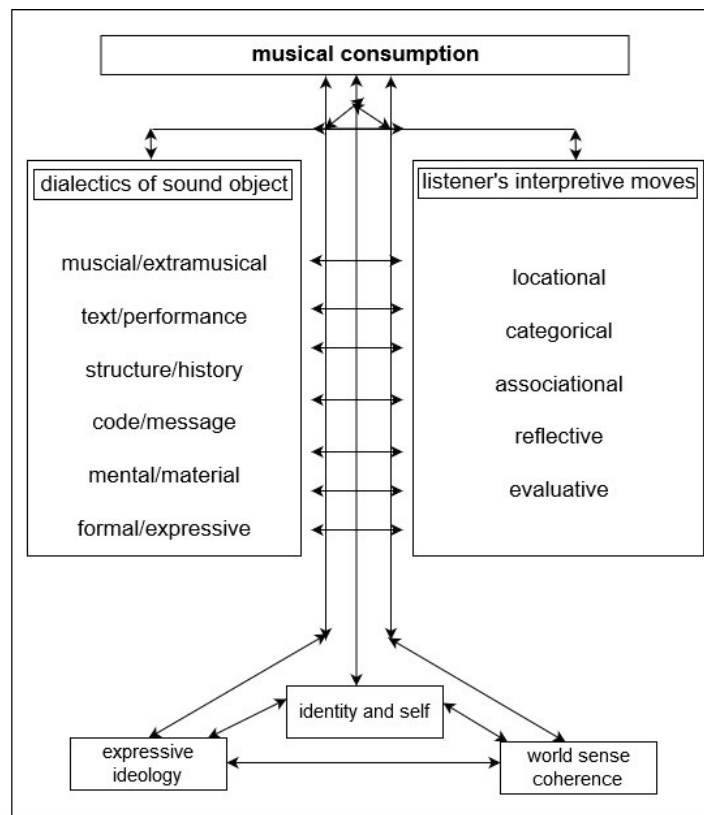 musical consumption
dialectics of sound object
muscial/extramusical
text/performance
structure/history
code/message
mental/material
formal/expressive
listener's interpretive moves
locational
categorical
associational
reflective
evaluative
identity and self
expressive
ideology
world sense
coherence